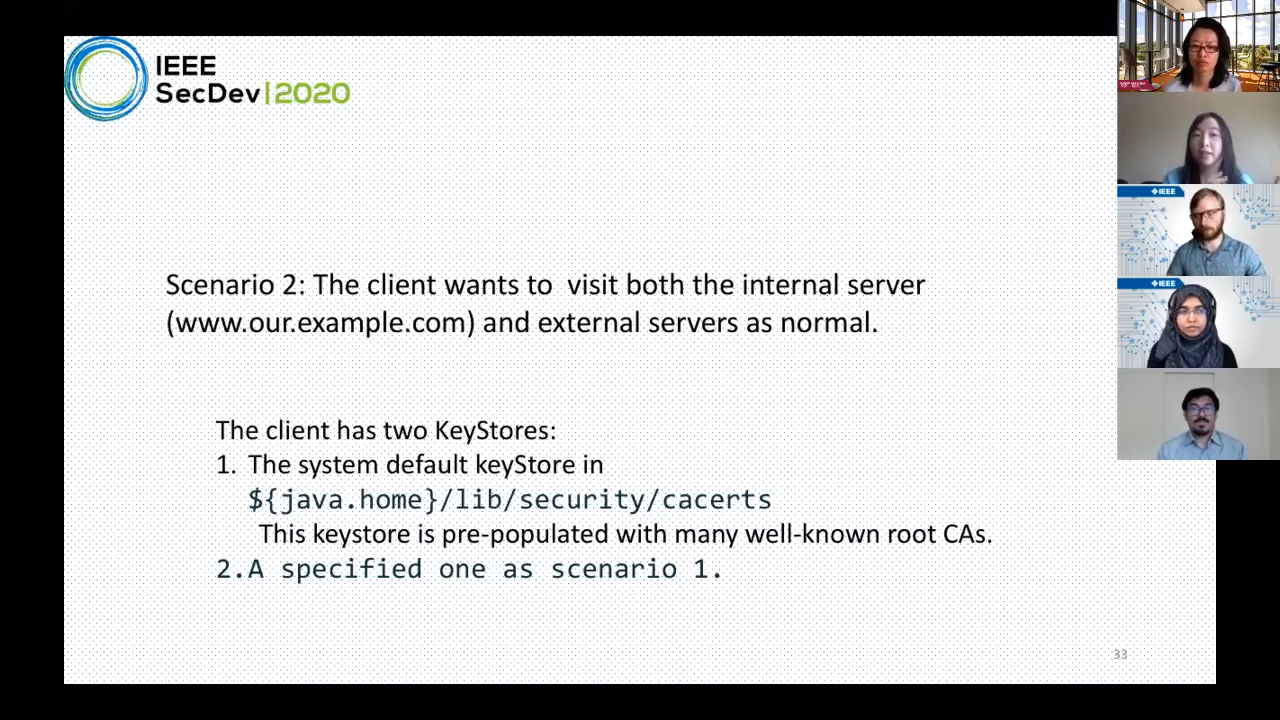 IEEE
SecDev|2020
Scenario 2: The client wants to  visit both the internal server
(www.our.example.com) and external servers as normal.
The client has two KeyStores:
1. The system default keyStore in
${java.home}/lib/security/cacerts
This keystore is pre-populated with many well-known root CAs.
2.A specified one as scenario 1.
33
IEEE
IEEE